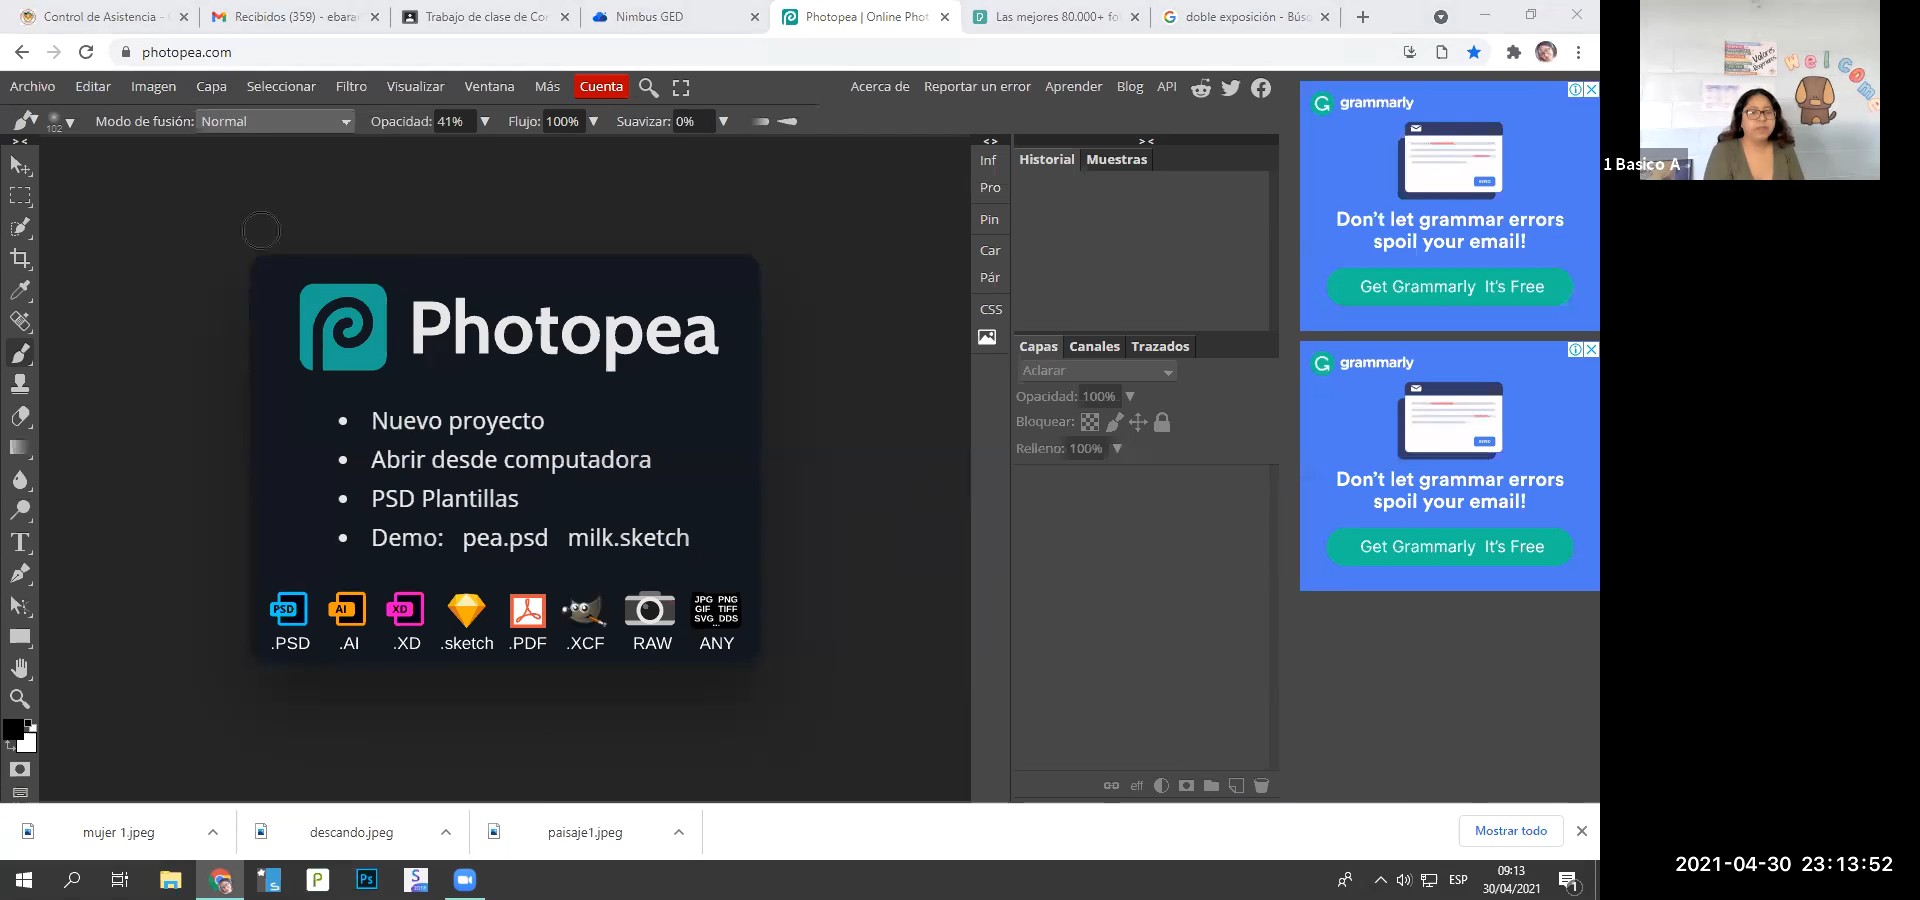 Control de Asistencia -
Recibidos (359) - ebara
Trabajo de clase de Co
Nimbus GED
Photopea | Online Phot
Las mejores 80.000+ fo
doble exposición - Bús
photopea.com
Archivo Editar Imagen Capa Seleccionar Filtro Visualizar Ventana Más Cuenta
Acerca de Reportar un error Aprender Blog API
102 Modo de fusión: Normal Opacidad: 41% Flujo: 100% Suavizar: 0%
Inf
Pro
Pin
Car
Pár
CSS
Historial Muestras
Capas Canales Trazados
Aclarar
Opacidad: 100%
Bloquear:
Relleno: 100%
eff
Photopea
Nuevo proyecto
Abrir desde computadora
PSD Plantillas
Demo: pea.psd milk.sketch
PSD AI XD JPG PNG
GIF TIFF
SVG DDS
.PSD .AI .XD .sketch .PDF .XCF RAW ANY
grammarly
SEND
Don't let grammar errors
spoil your email!
Get Grammarly It's Free
grammarly
SEND
Don't let grammar errors
spoil your email!
Get Grammarly It's Free
Valores
welcome
1 Basico A
mujer 1.jpeg
descando.jpeg
paisaje1.jpeg
Mostrar todo
ESP
09:13
30/04/2021
1
2021-04-30 23:13:52